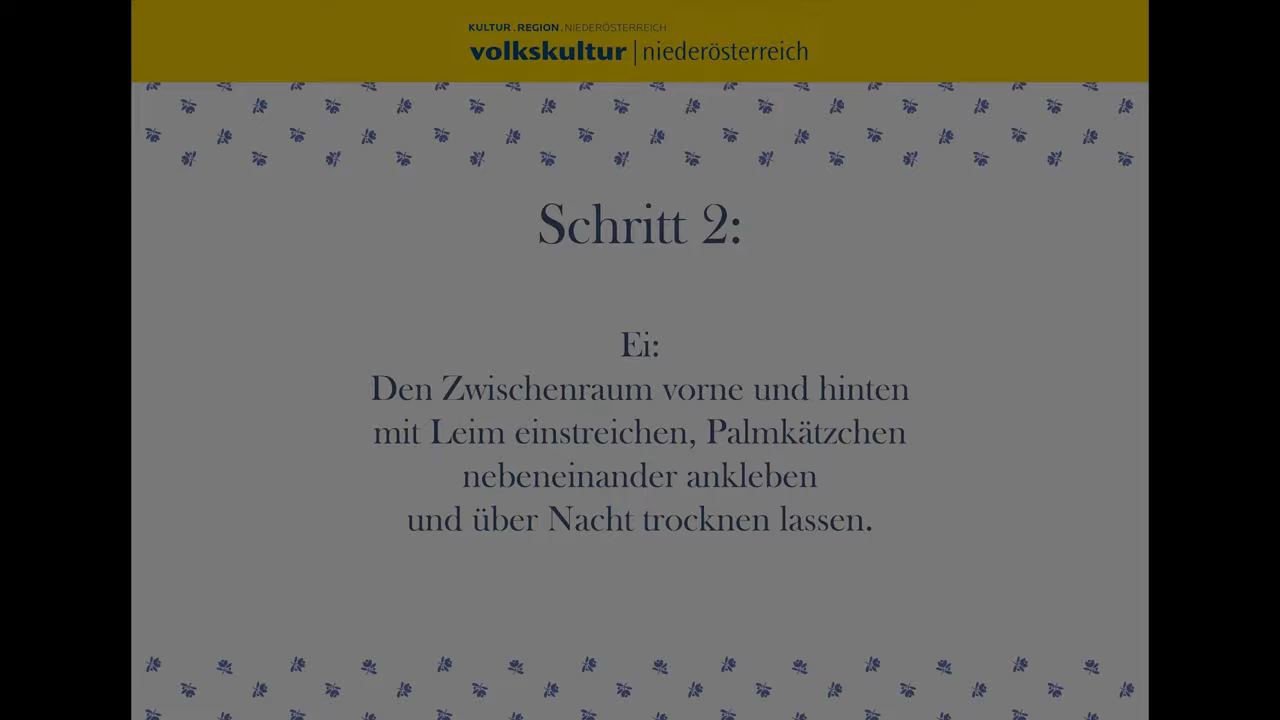 KULTUR.REGION.NIEDERÖSTERREICH
volkskultur|niederösterreich
Schritt 2:
Ei:
Den Zwischenraum vorne und hinten
mit Leim einstreichen, Palmkätzchen
nebeneinander ankleben
und über Nacht trocknen lassen.